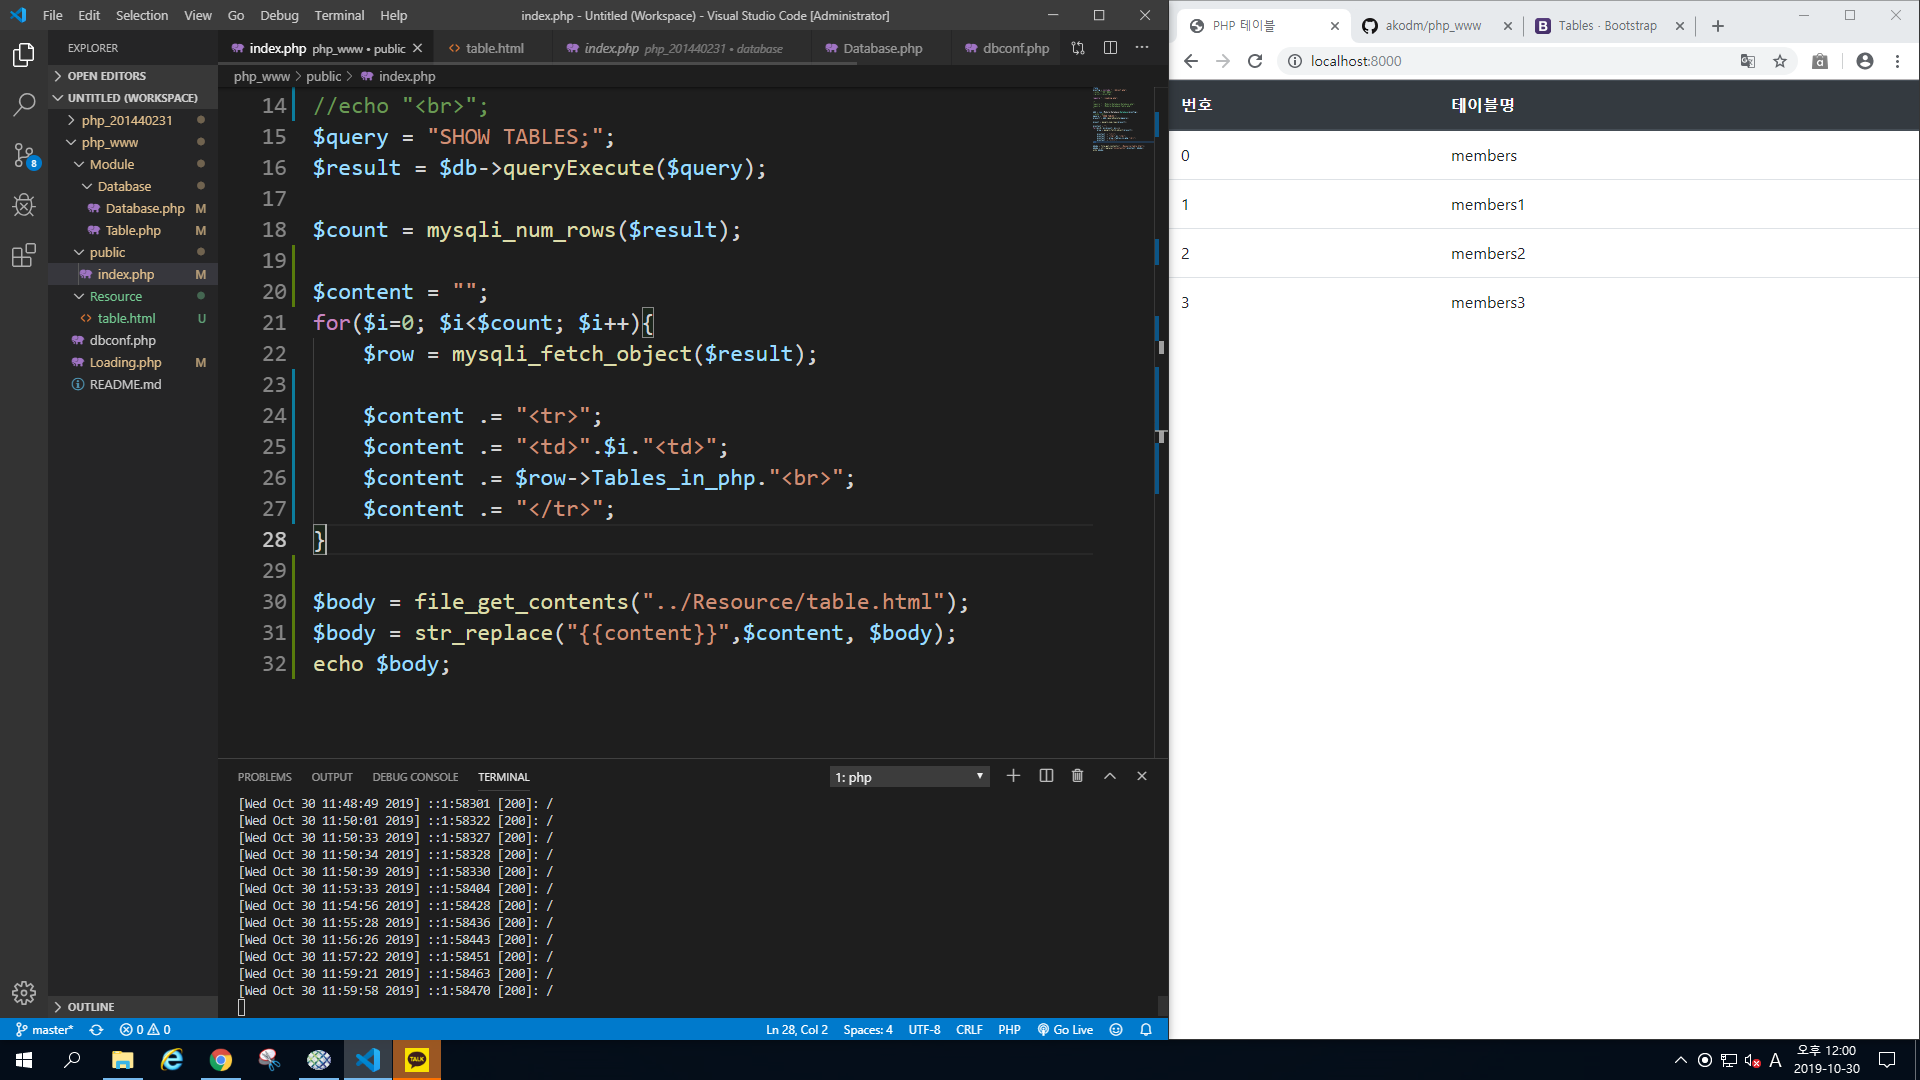 File Edit Selection View Go Debug Terminal Help
index.php - Untitled (Workspace) - Visual Studio Code [Administrator]
EXPLORER
OPEN EDITORS
UNTITLED (WORKSPACE)
php_201440231
php_www
Module
Database
Database.php M
Table.php M
public
index.php M
Resource
table.html U
dbconf.php
Loading.php M
README.md
OUTLINE
8
index.php php_www • public
table.html
index.php php_201440231 • database
Database.php
dbconf.php
php_www > public > index.php
14 //echo "<br>";
15 $query = "SHOW TABLES;";
16 $result = $db->queryExecute($query);
17
18 $count = mysqli_num_rows($result);
19
20 $content = "";
21 for($i=0; $i<$count; $i++){
22 $row = mysqli_fetch_object($result);
23
24 $content .= "<tr>";
25 $content .= "<td>".$i."<td>";
26 $content .= $row->Tables_in_php."<br>";
27 $content .= "</tr>";
28 }
29
30 $body = file_get_contents("../Resource/table.html");
31 $body = str_replace("{{content}}",$content, $body);
32 echo $body;
PROBLEMS OUTPUT DEBUG CONSOLE TERMINAL
1: php
[Wed Oct 30 11:48:49 2019] ::1:58301 [200]: /
[Wed Oct 30 11:50:01 2019] ::1:58322 [200]: /
[Wed Oct 30 11:50:33 2019] ::1:58327 [200]: /
[Wed Oct 30 11:50:34 2019] ::1:58328 [200]: /
[Wed Oct 30 11:50:39 2019] ::1:58330 [200]: /
[Wed Oct 30 11:53:33 2019] ::1:58404 [200]: /
[Wed Oct 30 11:54:56 2019] ::1:58428 [200]: /
[Wed Oct 30 11:55:28 2019] ::1:58436 [200]: /
[Wed Oct 30 11:56:26 2019] ::1:58443 [200]: /
[Wed Oct 30 11:57:22 2019] ::1:58451 [200]: /
[Wed Oct 30 11:59:21 2019] ::1:58463 [200]: /
[Wed Oct 30 11:59:58 2019] ::1:58470 [200]: /
master* 0 0
Ln 28, Col 2 Spaces: 4 UTF-8 CRLF PHP Go Live
PHP 테이블
akodm/php_www
Tables · Bootstrap
localhost:8000
번호 테이블명
0 members
1 members1
2 members2
3 members3
TALK
A
오후 12:00
2019-10-30